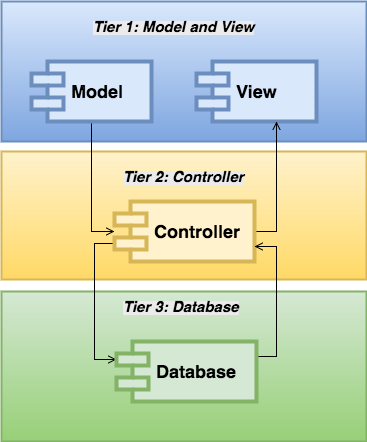 Tier 1: Model and View
Model
View
Tier 2: Controller
Controller
Tier 3: Database
Database